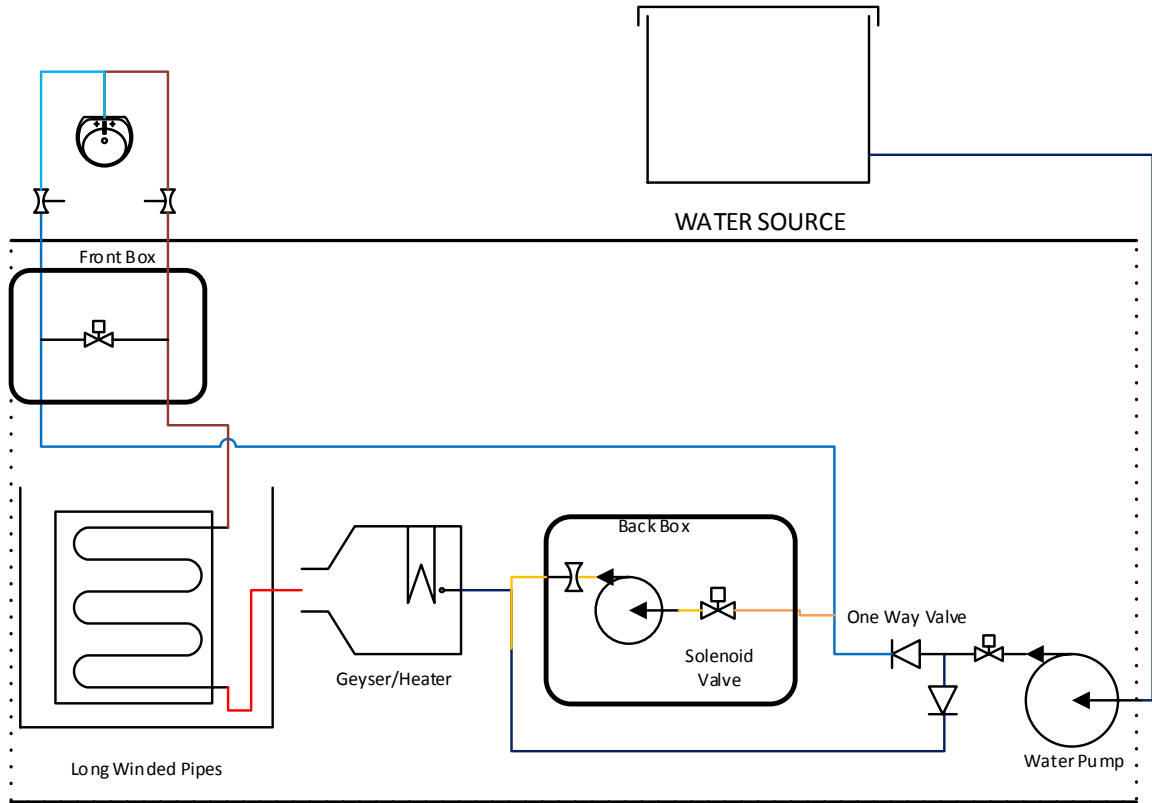 WATER SOURCE
Front Box
Back Box
One Way Valve
Solenoid
Valve
Geyser/Heater
Water Pump
Long Winded Pipes